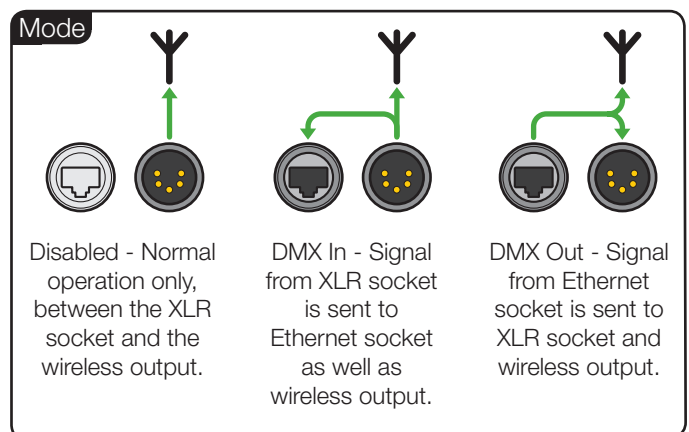 Mode
Disabled - Normal
operation only,
between the XLR
socket and the
wireless output.
DMX In - Signal
from XLR socket
is sent to
Ethernet socket
as well as
wireless output.
DMX Out - Signal
from Ethernet
socket is sent to
XLR socket and
wireless output.